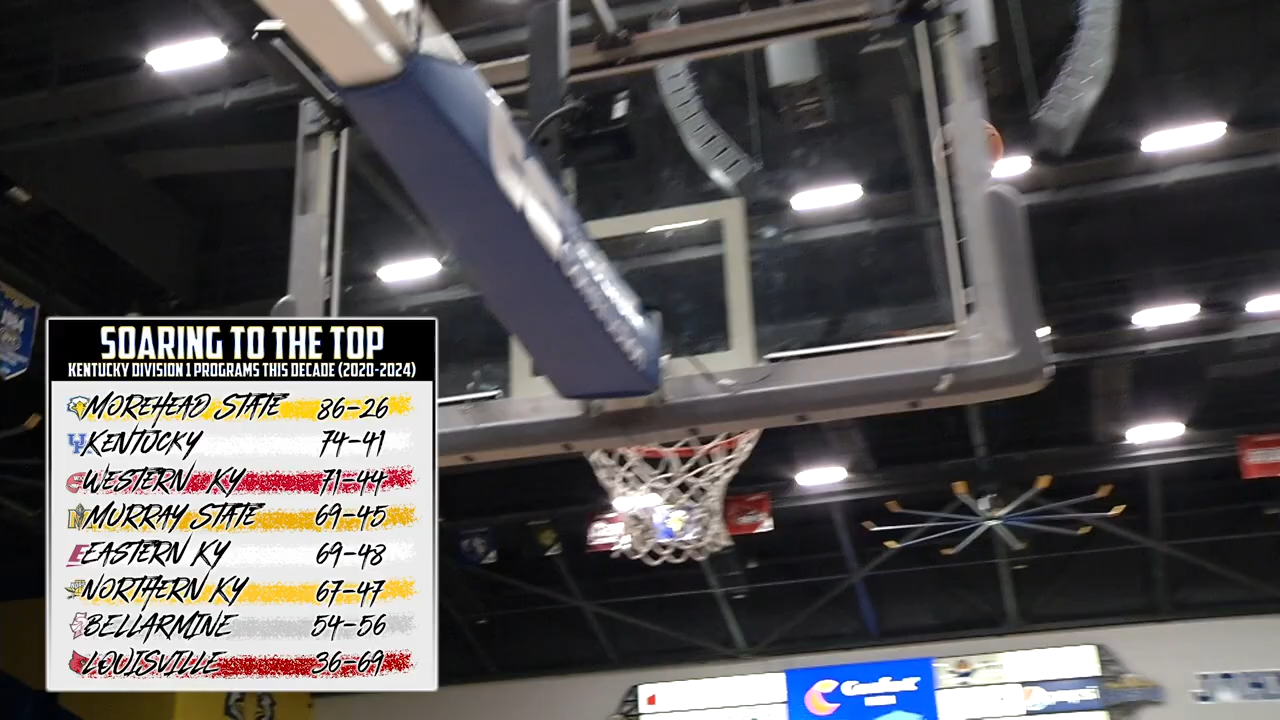 SOARING TO THE TOP
KENTUCKY DIVISION 1 PROGRAMS THIS DECADE (2020-2024)
MOREHEAD STATE 86-26
UK KENTUCKY 74-41
WESTERN KY 71-44
MURRAY STATE 69-45
E EASTERN KY 69-48
NORTHERN KY 67-47
BELLARMINE 54-56
LOUISVILLE 36-69